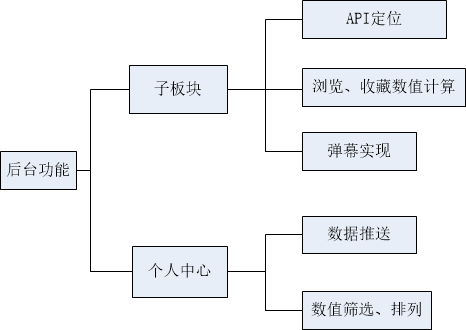 后台功能
子板块
API定位
浏览、收藏数值计算
弹幕实现
个人中心
数据推送
数值筛选、排列